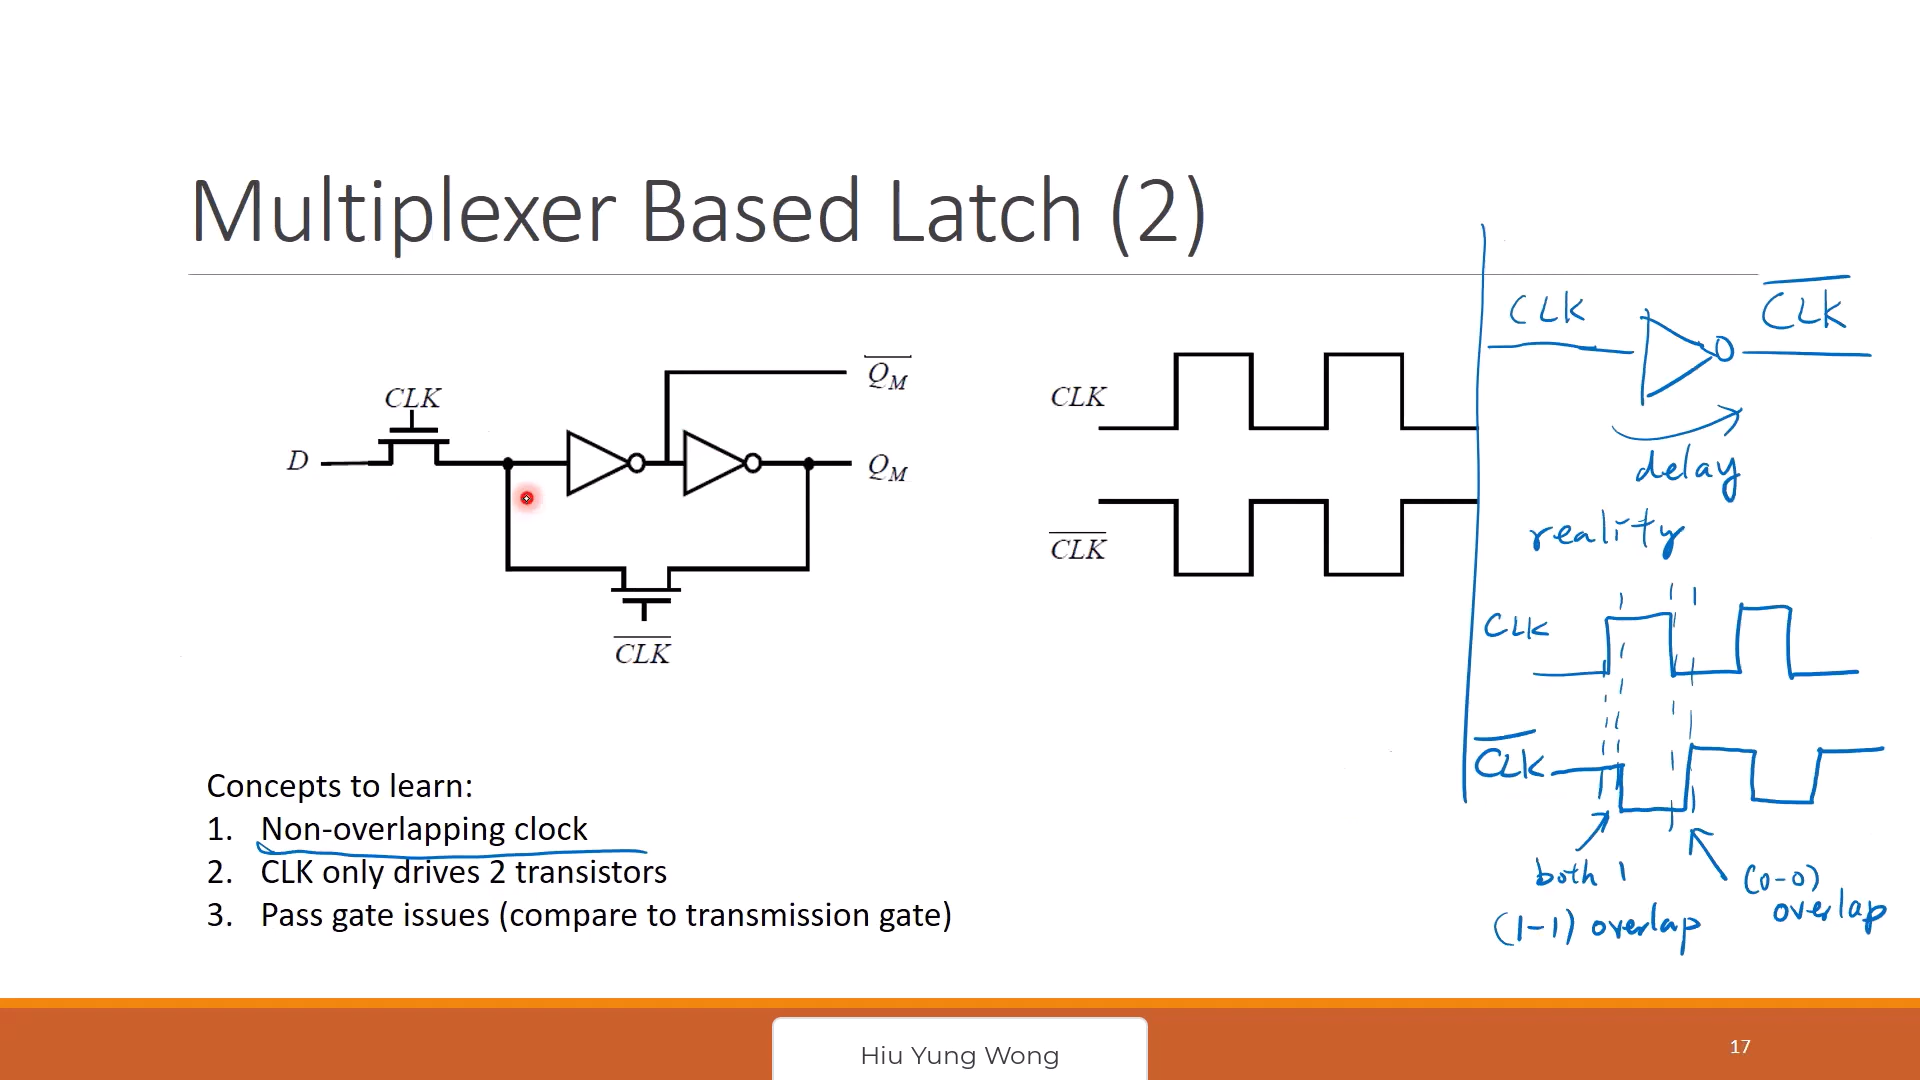 Multiplexer Based Latch (2)
CLK
D
Q̅M̅
QM
C̅L̅K̅
CLK
C̅L̅K̅
CLK
C̅L̅K̅
delay
reality
CLK
C̅L̅K̅
both 1
(1-1) overlap
(0-0)
overlap
Concepts to learn:
1. Non-overlapping clock
2. CLK only drives 2 transistors
3. Pass gate issues (compare to transmission gate)
Hiu Yung Wong
17